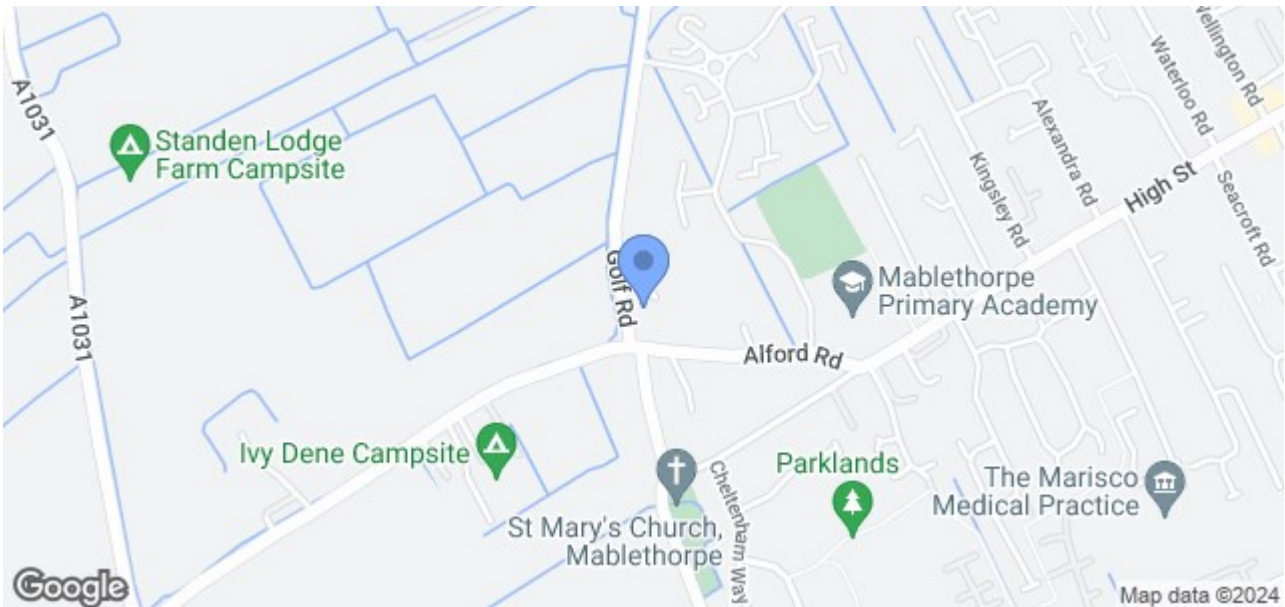 A1031
Standen Lodge
Farm Campsite
Golf Rd
Wellington Rd
Waterloo Rd
Alexandra Rd
Kingsley Rd
High St
Seacroft Rd
A1031
Mablethorpe
Primary Academy
Alford Rd
Ivy Dene Campsite
St Mary's Church,
Mablethorpe
Cheltenham Way
Parklands
The Marisco
Medical Practice
Google
Map data ©2024